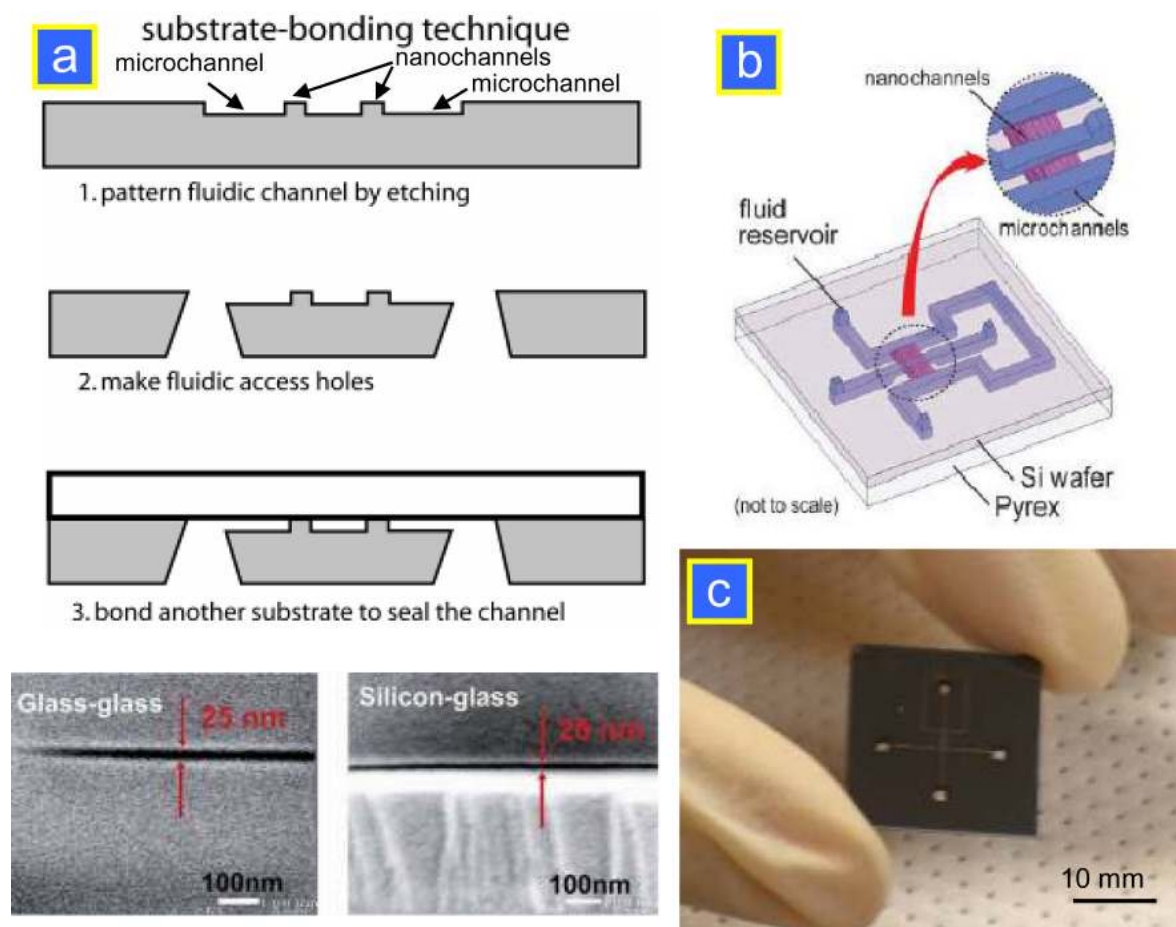 substrate-bonding technique
a
microchannel
nanochannels
microchannel
1. pattern fluidic channel by etching
2. make fluidic access holes
3. bond another substrate to seal the channel
Glass-glass
25 nm
100nm
Silicon-glass
20 nm
100nm
b
nanochannels
microchannels
fluid
reservoir
Si wafer
Pyrex
(not to scale)
c
10 mm